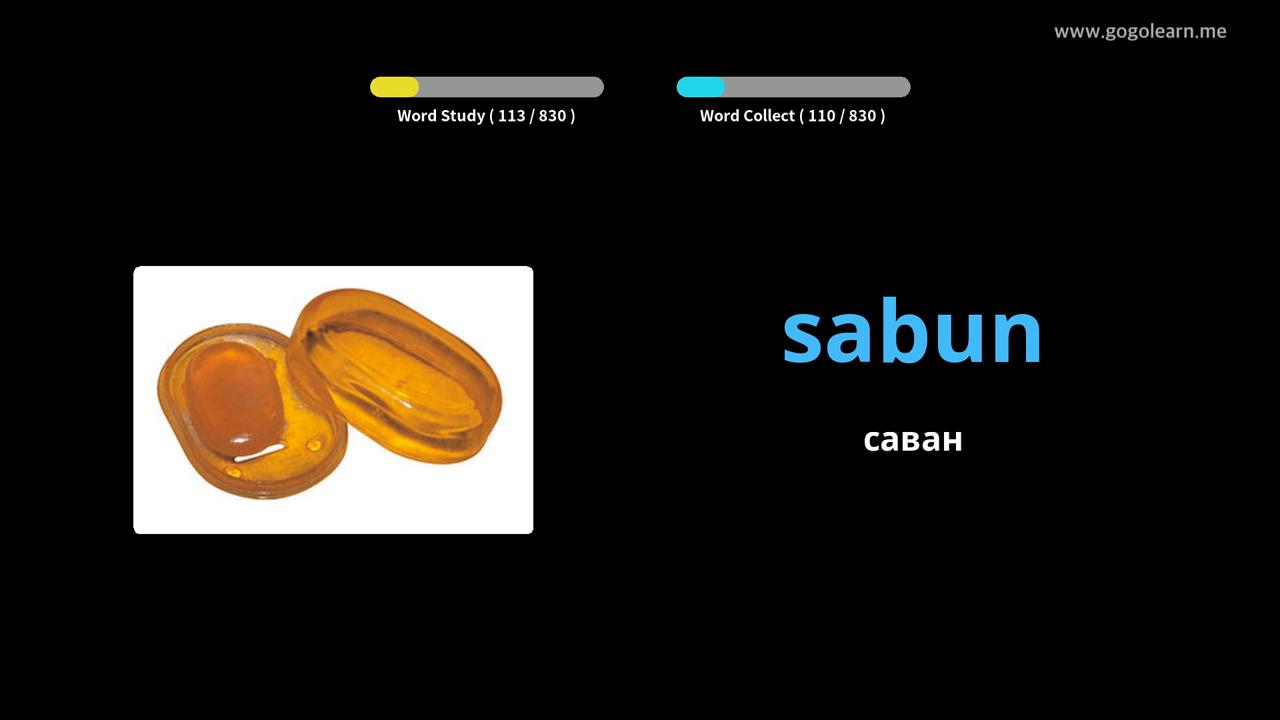 www.gogolearn.me
Word Study ( 113 / 830 )
Word Collect ( 110 / 830 )
sabun
саван